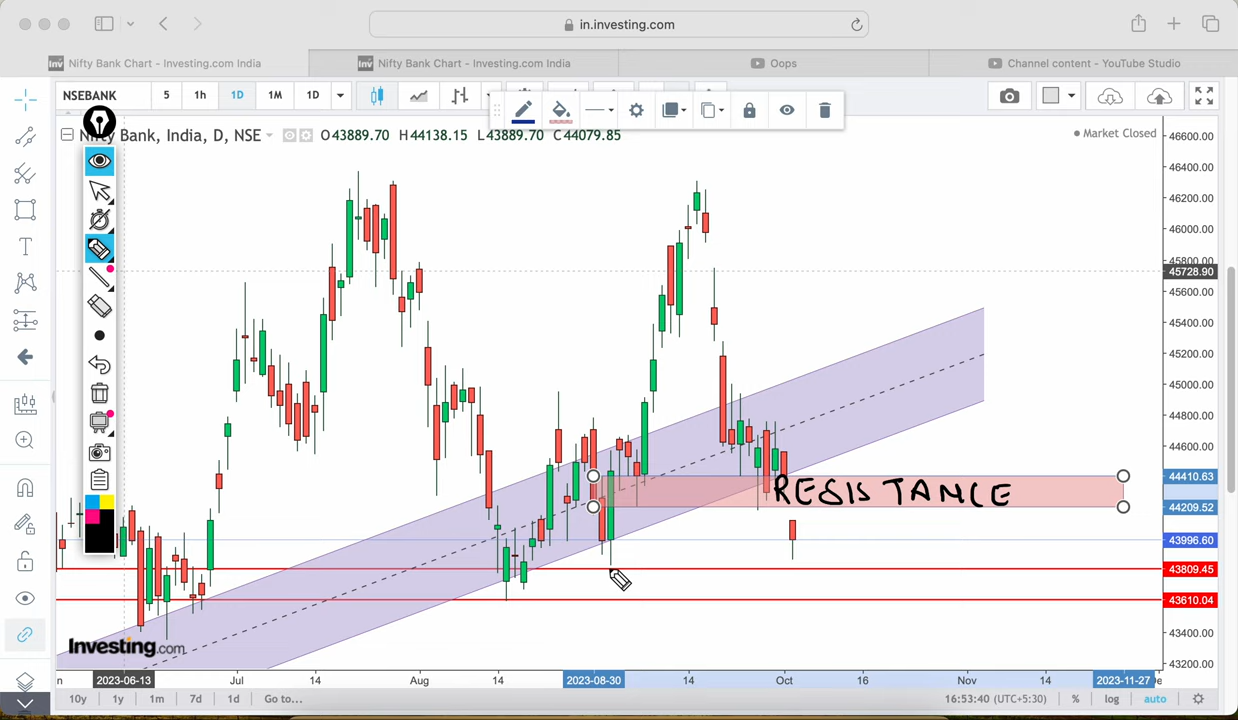 in.investing.com
Nifty Bank Chart - Investing.com India
Nifty Bank Chart - Investing.com India
Oops
Channel content - YouTube Studio
NSEBANK
5
1h
1D
1M
1D
Nifty Bank, India, D, NSE
O43889.70 H44138.15 L43889.70 C44079.85
Market Closed
46600.00
46400.00
46200.00
46000.00
45800.00
45728.90
45600.00
45400.00
45200.00
45000.00
44800.00
44600.00
44410.63
RESISTANCE
44209.52
43996.60
43809.45
43610.04
43400.00
43200.00
Investing.com
n
2023-06-13
Jul
14
Aug
14
2023-08-30
14
Oct
16
Nov
14
2023-11-27
10y
1y
1m
7d
1d
Go to...
16:53:40 (UTC+5:30)
%
log
auto